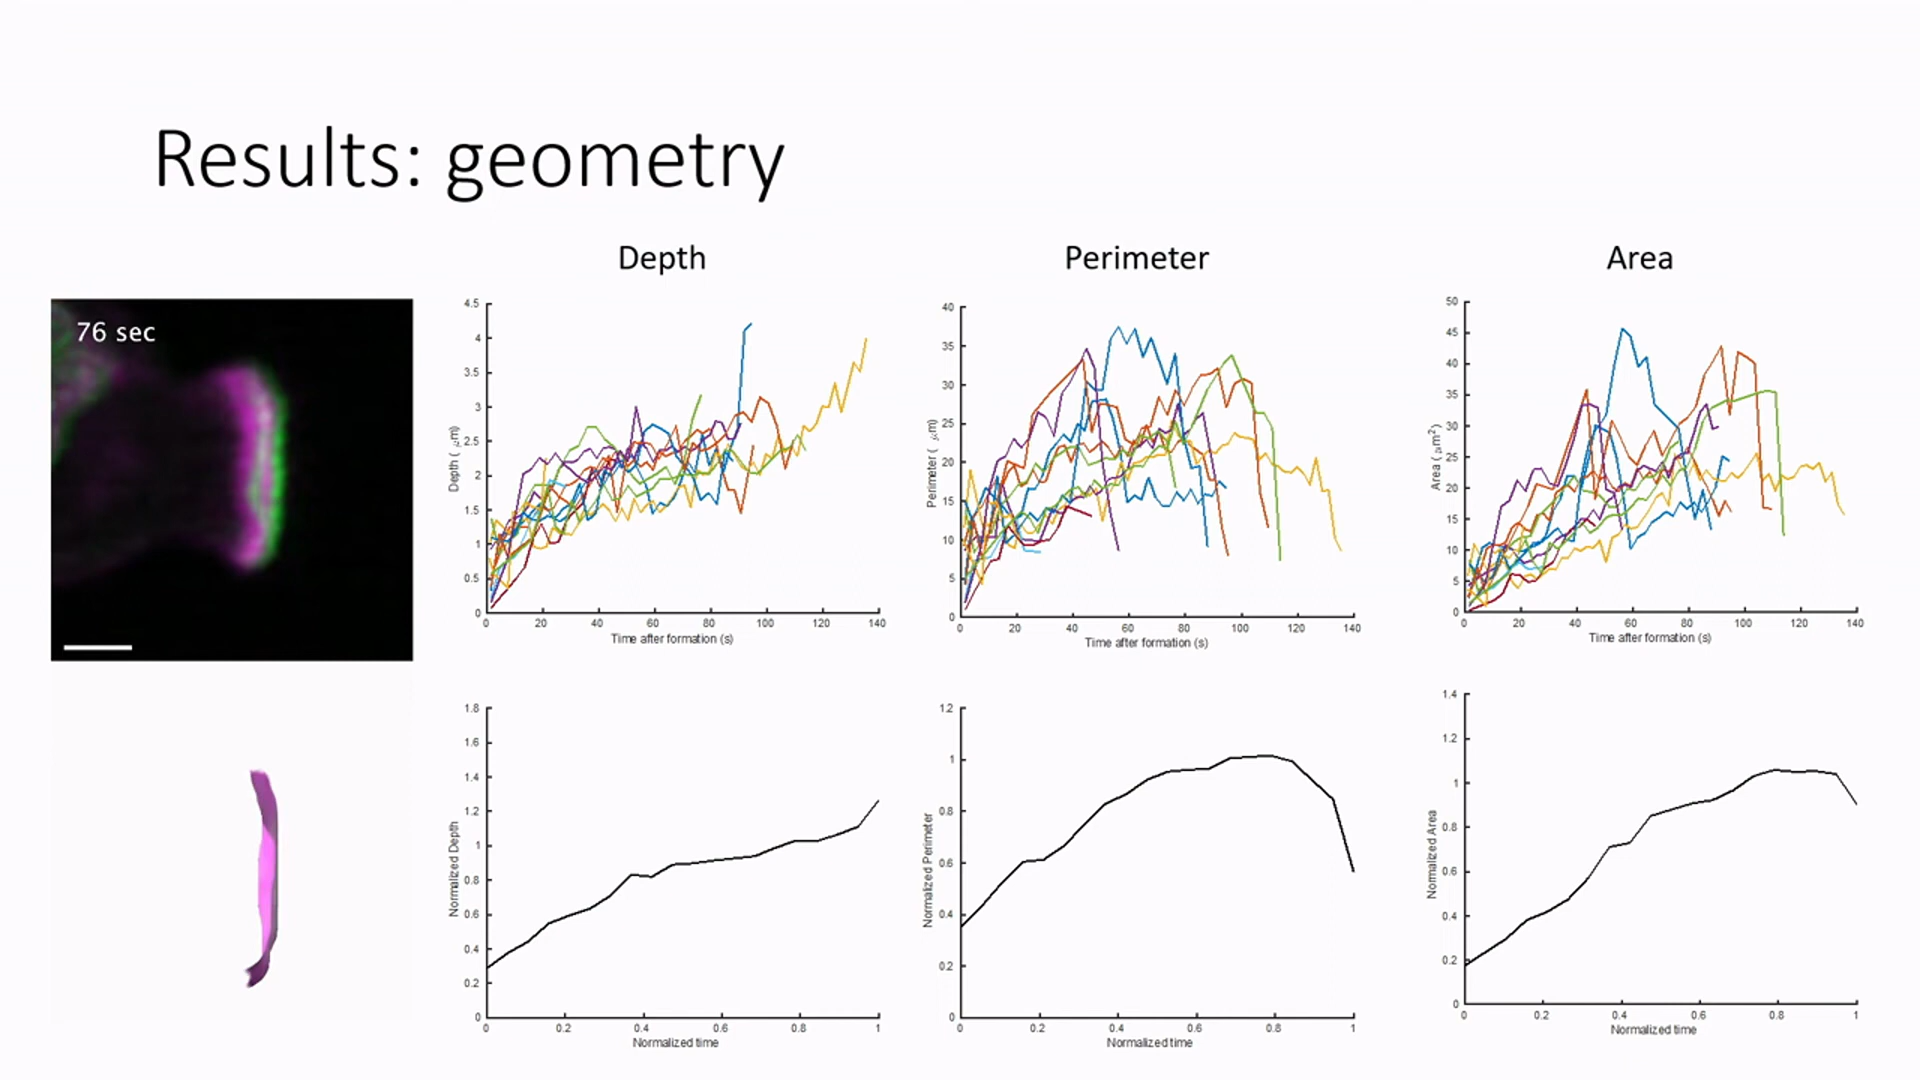 Results: geometry
Depth
Perimeter
Area
76 sec
4.5
4
3.5
3
2.5
2
1.5
1
0.5
0
Depth ( μm)
0 20 40 60 80 100 120 140
Time after formation (s)
40
35
30
25
20
15
10
5
0
Perimeter ( μm)
0 20 40 60 80 100 120 140
Time after formation (s)
50
45
40
35
30
25
20
15
10
5
0
Area ( μm²)
0 20 40 60 80 100 120 140
Time after formation (s)
1.8
1.6
1.4
1.2
1
0.8
0.6
0.4
0.2
0
Normalized Depth
0 0.2 0.4 0.6 0.8 1
Normalized time
1.2
1
0.8
0.6
0.4
0.2
0
Normalized Perimeter
0 0.2 0.4 0.6 0.8 1
Normalized time
1.4
1.2
1
0.8
0.6
0.4
0.2
0
Normalized Area
0 0.2 0.4 0.6 0.8 1
Normalized time